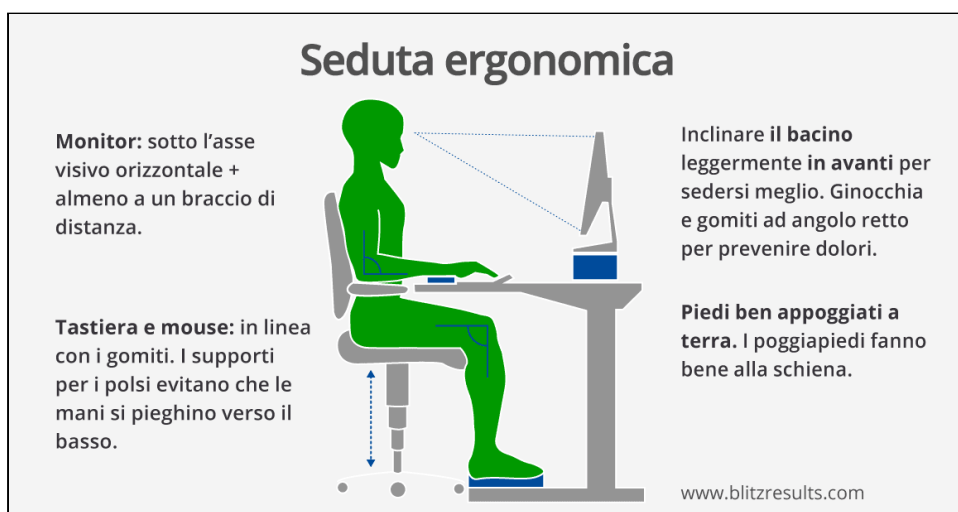 Seduta ergonomica
Monitor: sotto l’asse
visivo orizzontale +
almeno a un braccio di
distanza.
Tastiera e mouse: in linea
con i gomiti. I supporti
per i polsi evitano che le
mani si pieghino verso il
basso.
Inclinare il bacino
leggermente in avanti per
sedersi meglio. Ginocchia
e gomiti ad angolo retto
per prevenire dolori.
Piedi ben appoggiati a
terra. I poggiapiedi fanno
bene alla schiena.
www.blitzresults.com